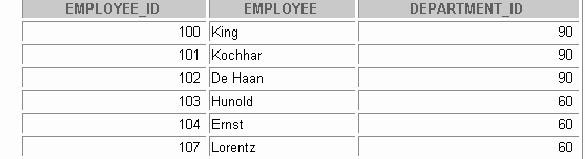 EMPLOYEE_ID EMPLOYEE DEPARTMENT_ID
100 King 90
101 Kochhar 90
102 De Haan 90
103 Hunold 60
104 Ernst 60
107 Lorentz 60